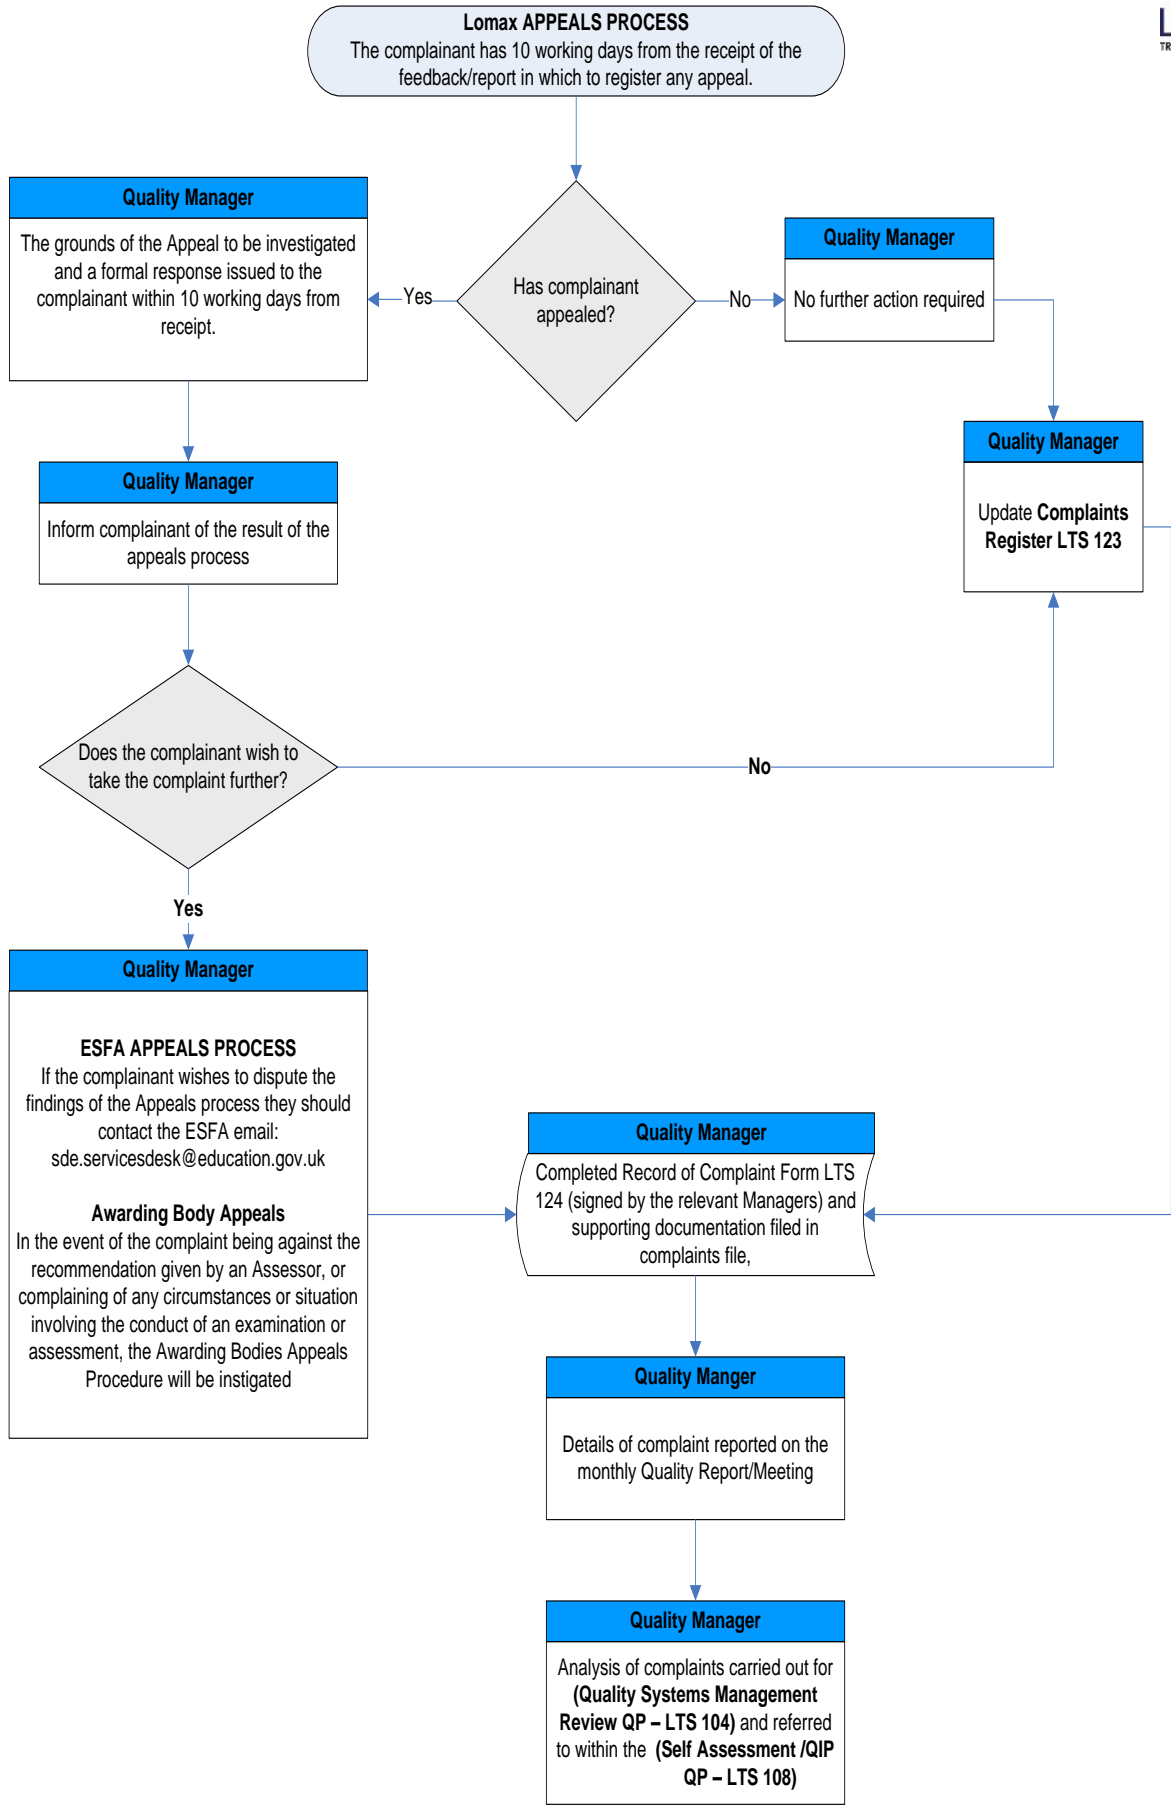 Lomax APPEALS PROCESS
The complainant has 10 working days from the receipt of the
feedback/report in which to register any appeal.
L
TR
Quality Manager
The grounds of the Appeal to be investigated
and a formal response issued to the
complainant within 10 working days from
receipt.
Yes
Has complainant
appealed?
No
Quality Manager
No further action required
Quality Manager
Update Complaints
Register LTS 123
Quality Manager
Inform complainant of the result of the
appeals process
Does the complainant wish to
take the complaint further?
No
Yes
Quality Manager
ESFA APPEALS PROCESS
If the complainant wishes to dispute the
findings of the Appeals process they should
contact the ESFA email:
sde.servicesdesk@education.gov.uk
Awarding Body Appeals
In the event of the complaint being against the
recommendation given by an Assessor, or
complaining of any circumstances or situation
involving the conduct of an examination or
assessment, the Awarding Bodies Appeals
Procedure will be instigated
Quality Manager
Completed Record of Complaint Form LTS
124 (signed by the relevant Managers) and
supporting documentation filed in
complaints file,
Quality Manger
Details of complaint reported on the
monthly Quality Report/Meeting
Quality Manager
Analysis of complaints carried out for
(Quality Systems Management
Review QP – LTS 104) and referred
to within the (Self Assessment /QIP
QP – LTS 108)